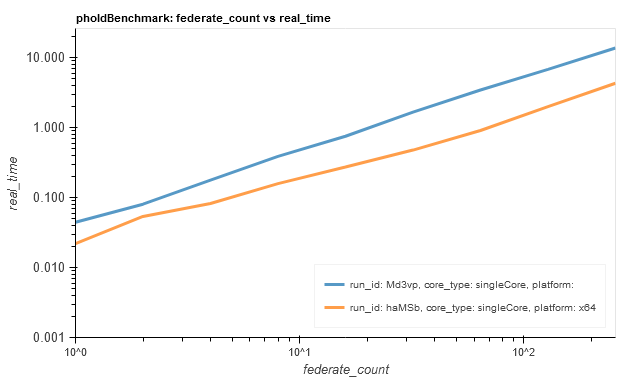 pholdBenchmark: federate_count vs real_time
10.000
1.000
0.100
0.010
0.001
real_time
10^0
10^1
10^2
federate_count
run_id: Md3vp, core_type: singleCore, platform:
run_id: haMSb, core_type: singleCore, platform: x64